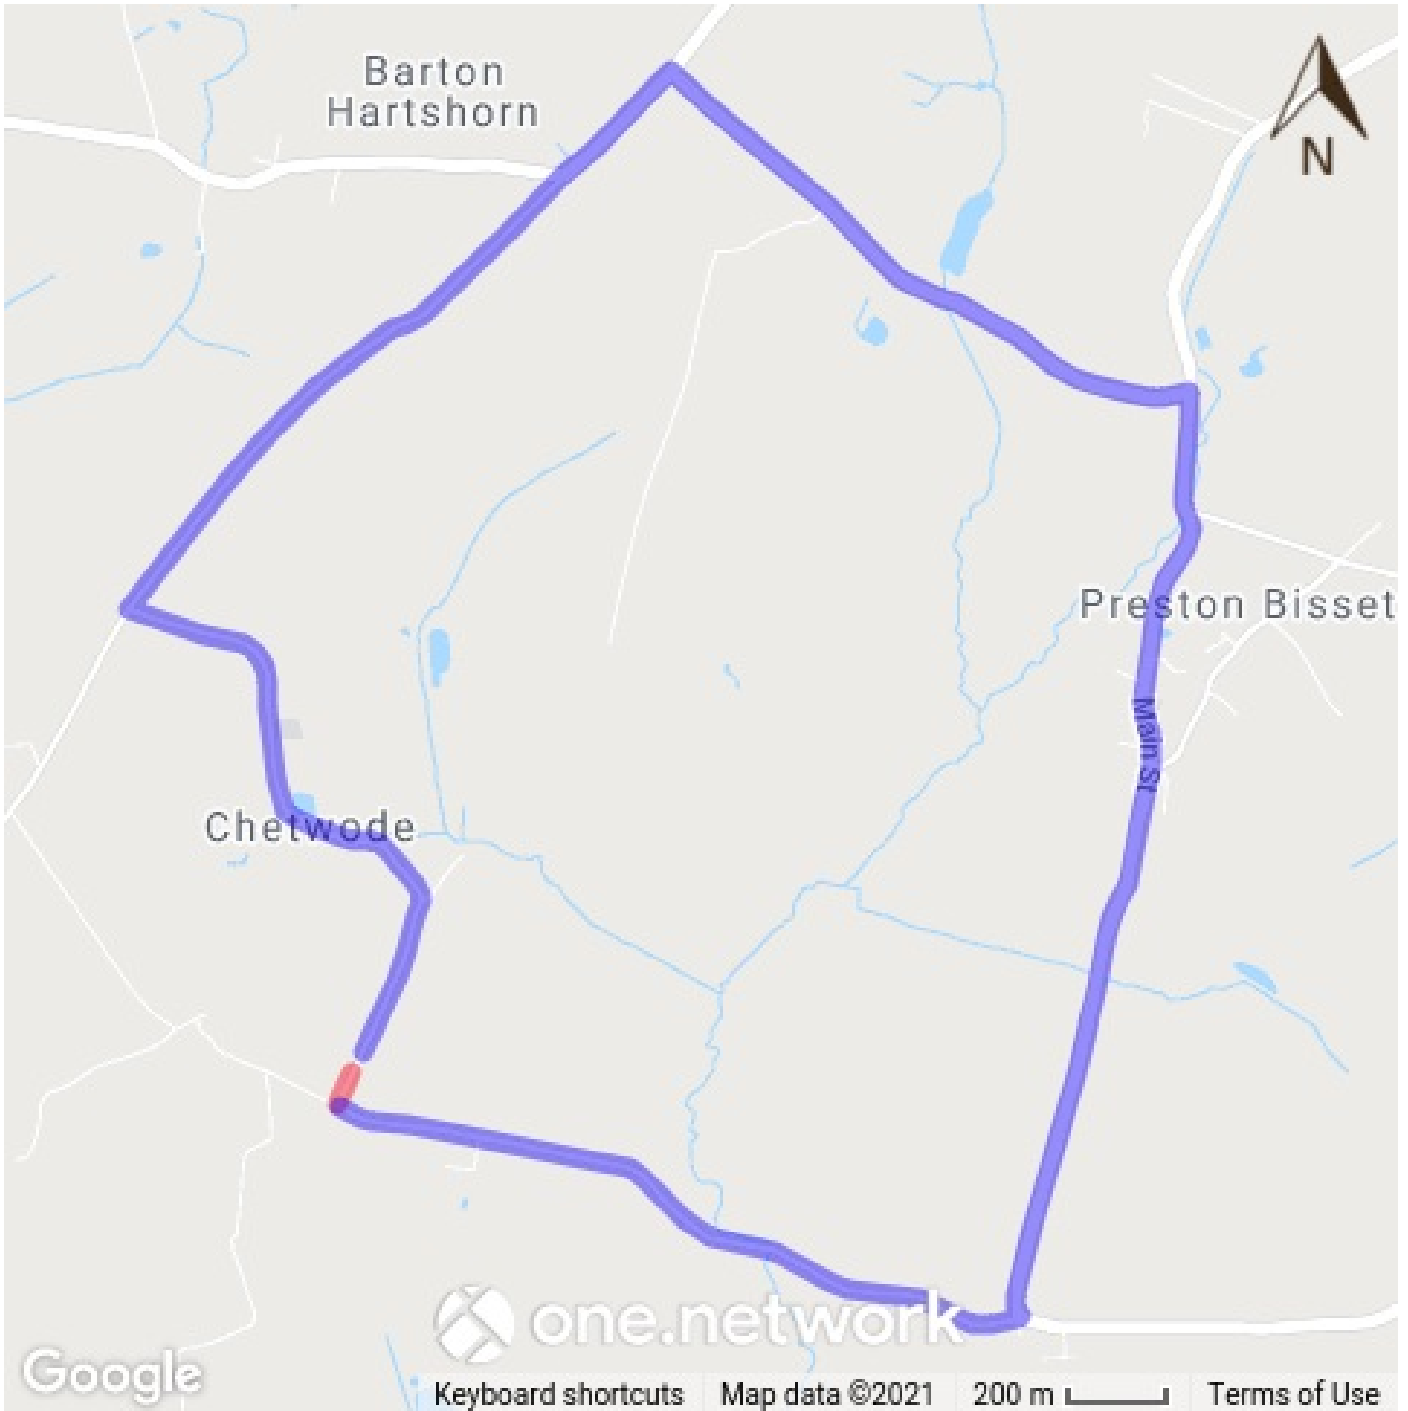 Barton
Hartshorn
N
Preston Bisset
Main St
Chetwode
one.network
Google
Keyboard shortcuts
Map data ©2021
200 m
Terms of Use